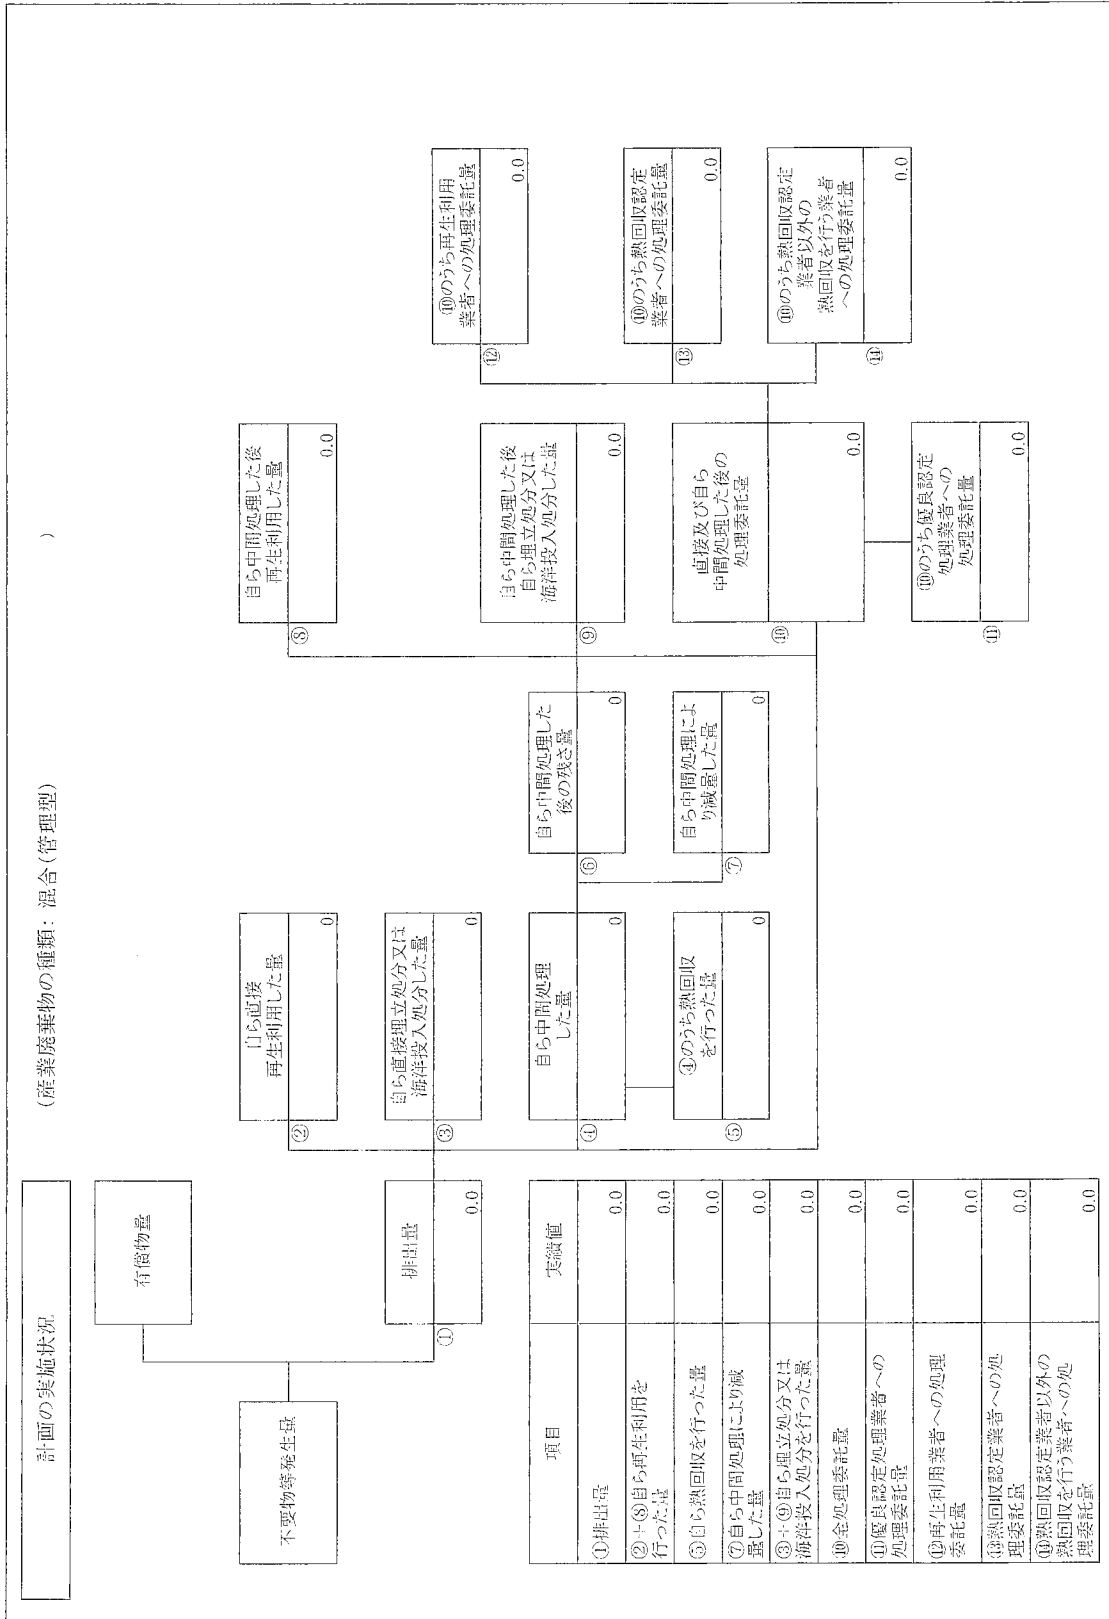 計画の実施状況
(産業廃棄物の種類: 混合(管理型)
)
不要物等発生量
有償物量
①
排出量
0.0
②
自ら直接
再生利用した量
0
③
自ら直接埋立処分又は
海洋投入処分した量
0
④
自ら中間処理
した量
0
⑤
④のうち熱回収
を行った量
0
⑥
自ら中間処理した
後の残さ量
0
⑦
自ら中間処理によ
り減量した量
0
⑧
自ら中間処理した後
再生利用した量
0.0
⑨
自ら中間処理した後
自ら埋立処分又は
海洋投入処分した量
0.0
⑩
直接及び自ら
中間処理した後の
処理委託量
0.0
⑪
⑩のうち優良認定
処理業者への
処理委託量
0.0
⑫
⑩のうち再生利用
業者への処理委託量
0.0
⑬
⑩のうち熱回収認定
業者への処理委託量
0.0
⑭
⑩のうち熱回収認定
業者以外の
熱回収を行う業者
への処理委託量
0.0
項目
実績値
①排出量
0.0
②+⑧自ら再生利用を
行った量
0.0
⑤自ら熱回収を行った量
0.0
⑦自ら中間処理により減
量した量
0.0
③+⑨自ら埋立処分又は
海洋投入処分を行った量
0.0
⑩全処理委託量
0.0
⑪優良認定処理業者への
処理委託量
0.0
⑫再生利用業者への処理
委託量
0.0
⑬熱回収認定業者への処
理委託量
0.0
⑭熱回収認定業者以外の
熱回収を行う業者への処
理委託量
0.0